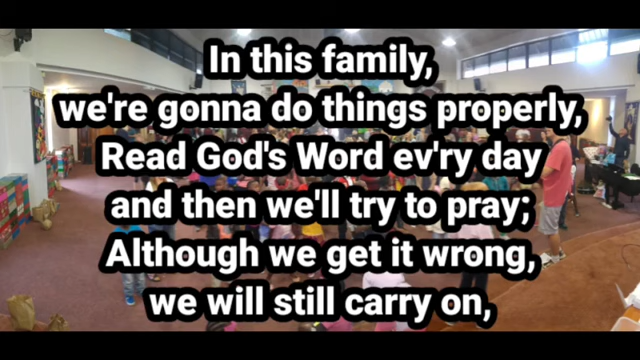 In this family,
we're gonna do things properly,
Read God's Word ev'ry day
and then we'll try to pray;
Although we get it wrong,
we will still carry on,